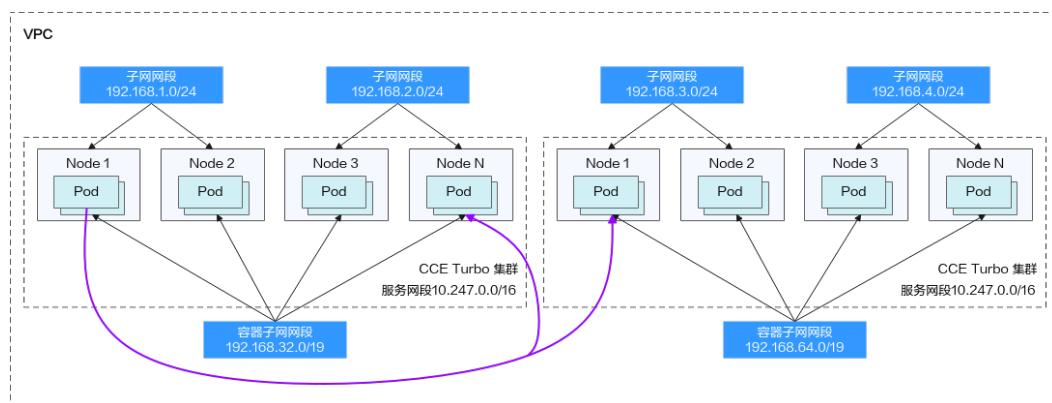 VPC
子网网段
192.168.1.0/24
子网网段
192.168.2.0/24
子网网段
192.168.3.0/24
子网网段
192.168.4.0/24
Node 1
Node 2
Node 3
Node N
Node 1
Node 2
Node 3
Node N
Pod
Pod
Pod
Pod
Pod
Pod
Pod
Pod
CCE Turbo 集群
服务网段10.247.0.0/16
CCE Turbo 集群
服务网段10.247.0.0/16
容器子网网段
192.168.32.0/19
容器子网网段
192.168.64.0/19